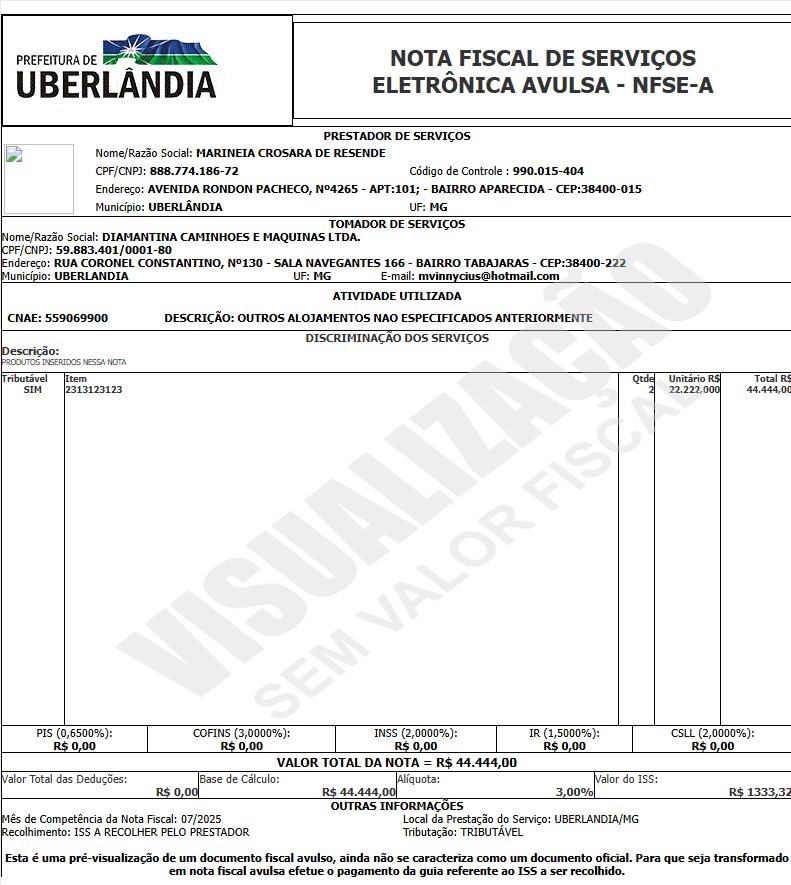 PREFEITURA DE
UBERLÂNDIA
NOTA FISCAL DE SERVIÇOS
ELETRÔNICA AVULSA - NFSE-A
PRESTADOR DE SERVIÇOS
Nome/Razão Social: MARINEIA CROSARA DE RESENDE
CPF/CNPJ: 888.774.186-72 Código de Controle : 990.015-404
Endereço: AVENIDA RONDON PACHECO, Nº4265 - APT:101; - BAIRRO APARECIDA - CEP:38400-015
Município: UBERLÂNDIA UF: MG
TOMADOR DE SERVIÇOS
Nome/Razão Social: DIAMANTINA CAMINHOES E MAQUINAS LTDA.
CPF/CNPJ: 59.883.401/0001-80
Endereço: RUA CORONEL CONSTANTINO, Nº130 - SALA NAVEGANTES 166 - BAIRRO TABAJARAS - CEP:38400-222
Município: UBERLANDIA UF: MG E-mail: mvinnycius@hotmail.com
ATIVIDADE UTILIZADA
CNAE: 559069900 DESCRIÇÃO: OUTROS ALOJAMENTOS NAO ESPECIFICADOS ANTERIORMENTE
DISCRIMINAÇÃO DOS SERVIÇOS
Descrição:
PRODUTOS INSERIDOS NESSA NOTA
Tributável Item Qtde Unitário R$ Total R$
SIM 2313123123 2 22.222,000 44.444,00
VISUALIZAÇÃO
SEM VALOR FISCAL
PIS (0,6500%): COFINS (3,0000%): INSS (2,0000%): IR (1,5000%): CSLL (2,0000%):
R$ 0,00 R$ 0,00 R$ 0,00 R$ 0,00 R$ 0,00
VALOR TOTAL DA NOTA = R$ 44.444,00
Valor Total das Deduções: Base de Cálculo: Alíquota: Valor do ISS:
R$ 0,00 R$ 44.444,00 3,00% R$ 1333,32
OUTRAS INFORMAÇÕES
Mês de Competência da Nota Fiscal: 07/2025 Local da Prestação do Serviço: UBERLANDIA/MG
Recolhimento: ISS A RECOLHER PELO PRESTADOR Tributação: TRIBUTÁVEL
Esta é uma pré-visualização de um documento fiscal avulso, ainda não se caracteriza como um documento oficial. Para que seja transformado
em nota fiscal avulsa efetue o pagamento da guia referente ao ISS a ser recolhido.